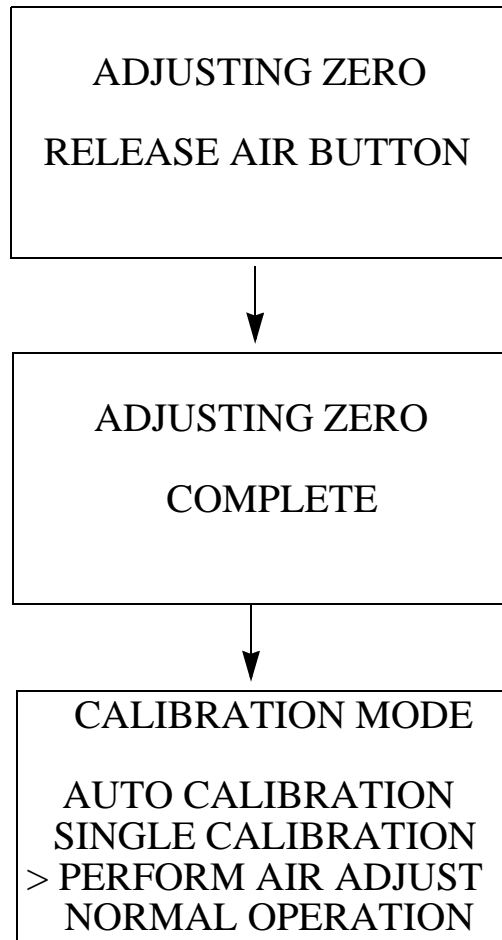 ADJUSTING ZERO
RELEASE AIR BUTTON
ADJUSTING ZERO
COMPLETE
CALIBRATION MODE
AUTO CALIBRATION
SINGLE CALIBRATION
> PERFORM AIR ADJUST
NORMAL OPERATION